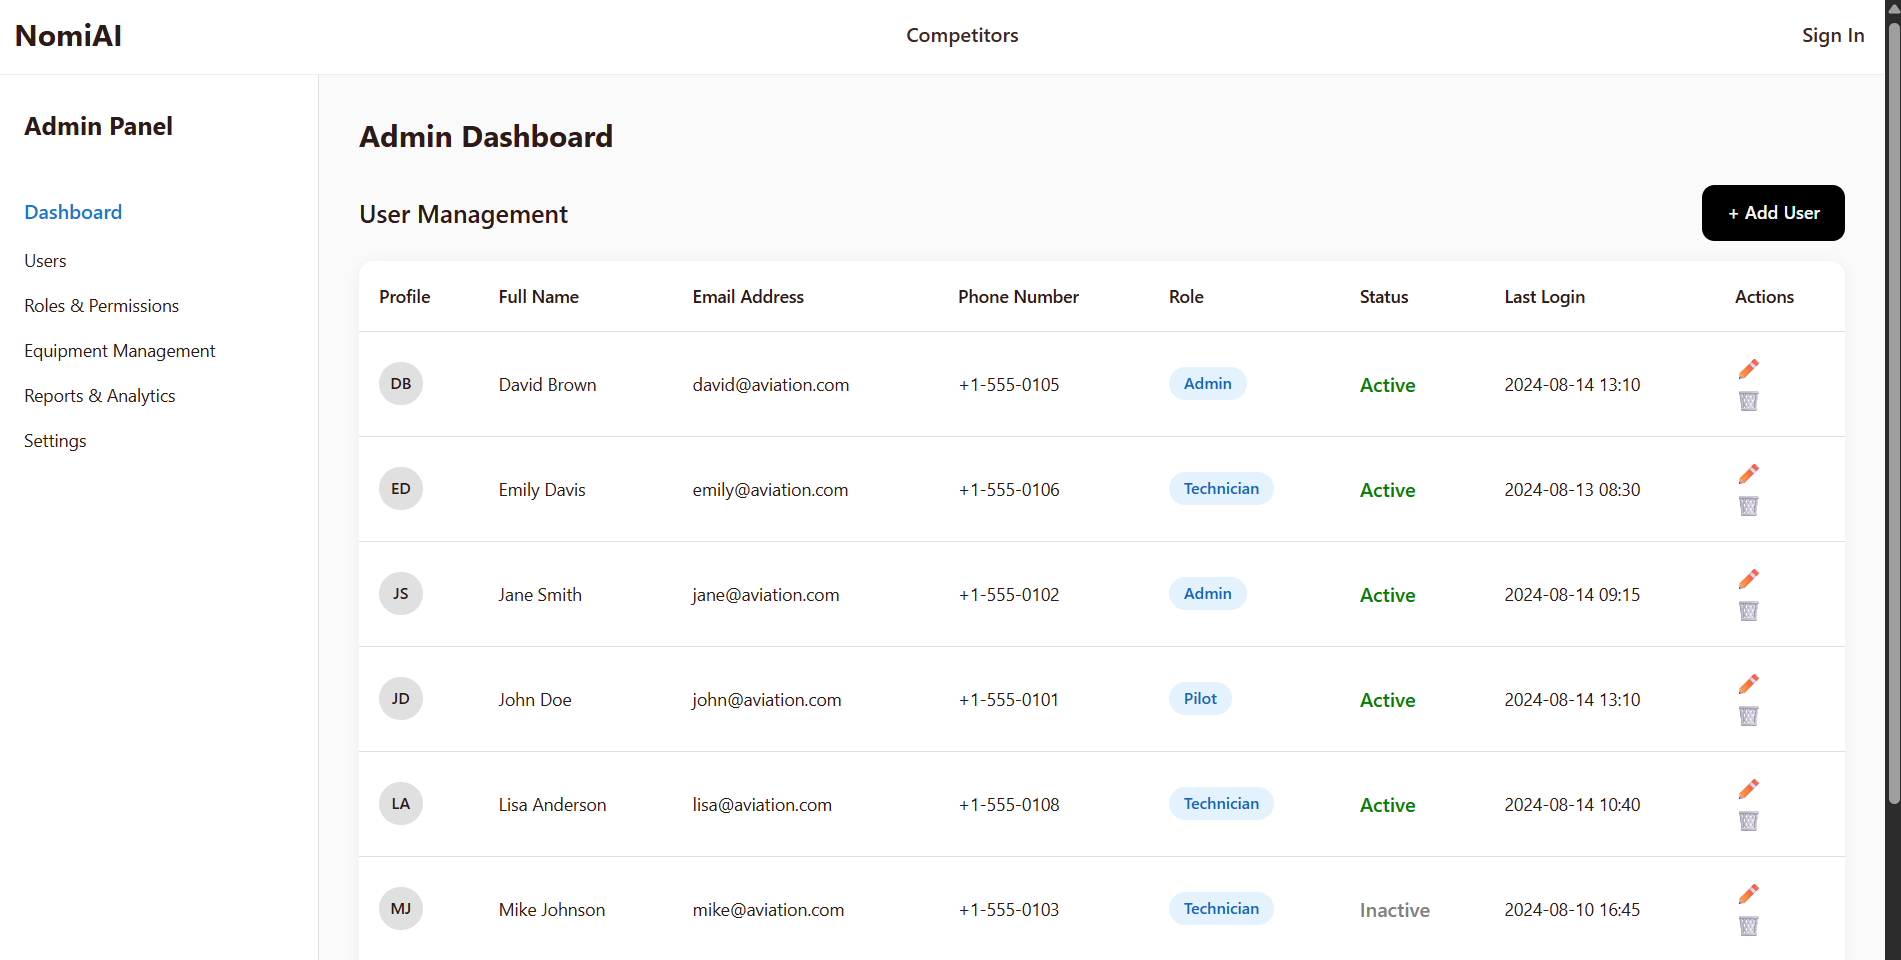 NomiAI
Competitors
Sign In
Admin Panel
Dashboard
Users
Roles & Permissions
Equipment Management
Reports & Analytics
Settings
Admin Dashboard
User Management
+ Add User
Profile Full Name Email Address Phone Number Role Status Last Login Actions
DB David Brown david@aviation.com +1-555-0105 Admin Active 2024-08-14 13:10
ED Emily Davis emily@aviation.com +1-555-0106 Technician Active 2024-08-13 08:30
JS Jane Smith jane@aviation.com +1-555-0102 Admin Active 2024-08-14 09:15
JD John Doe john@aviation.com +1-555-0101 Pilot Active 2024-08-14 13:10
LA Lisa Anderson lisa@aviation.com +1-555-0108 Technician Active 2024-08-14 10:40
MJ Mike Johnson mike@aviation.com +1-555-0103 Technician Inactive 2024-08-10 16:45